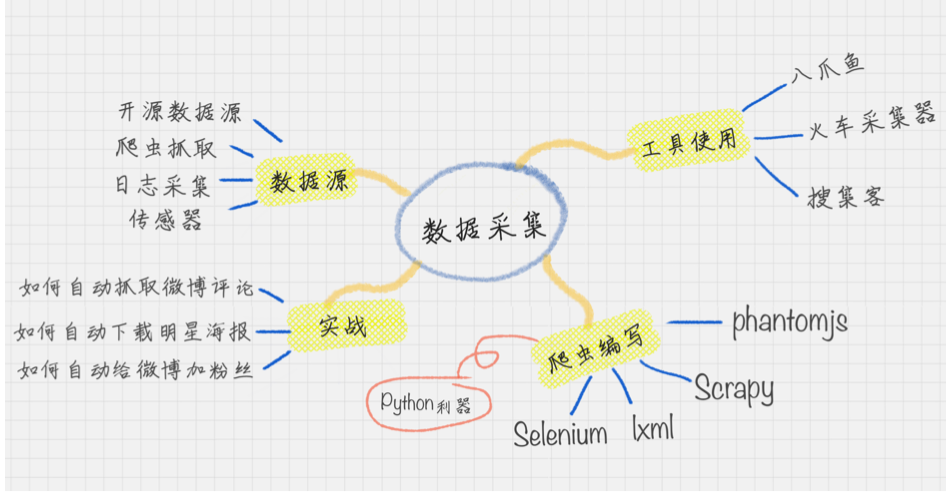 数据采集
数据源
开源数据源
爬虫抓取
日志采集
传感器
工具使用
八爪鱼
火车采集器
搜集客
实战
如何自动抓取微博评论
如何自动下载明星海报
如何自动给微博加粉丝
爬虫编写
phantomjs
Scrapy
lxml
Selenium
Python利器